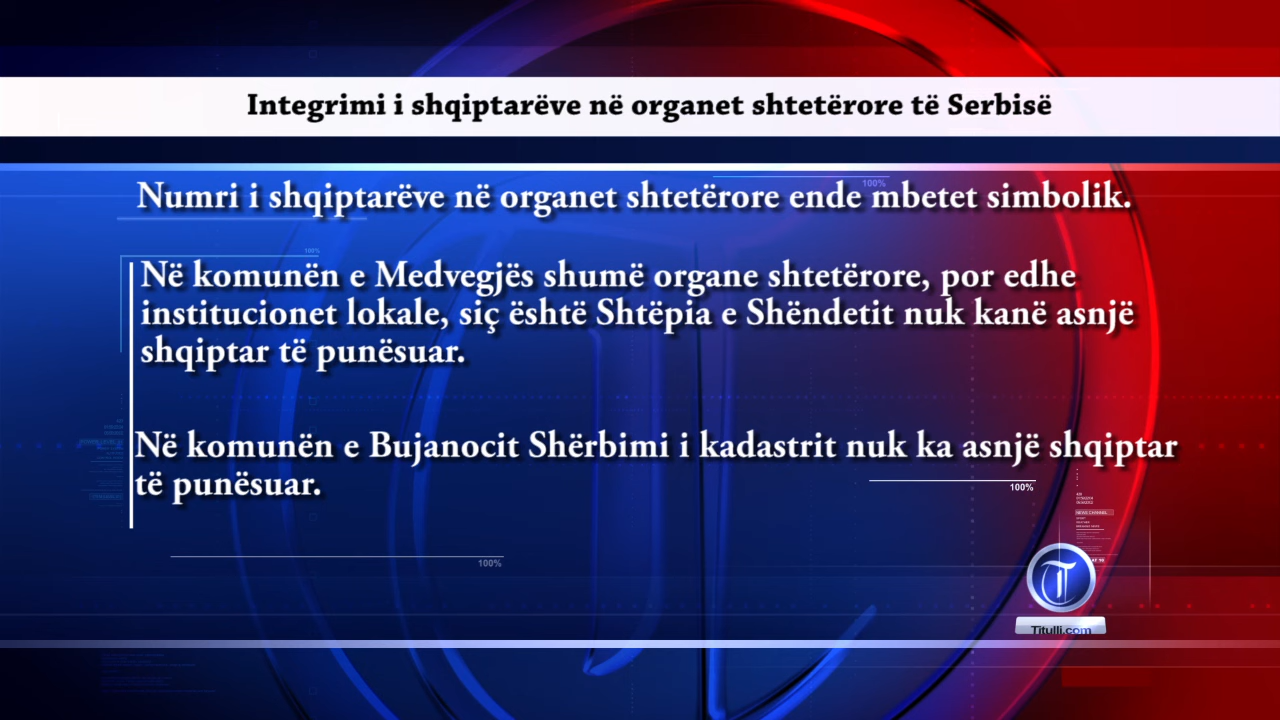 Integrimi i shqiptarëve në organet shtetërore të Serbisë
Numri i shqiptarëve në organet shtetërore ende mbetet simbolik.
100%
100%
Në komunën e Medvegjës shumë organe shtetërore, por edhe
institucionet lokale, siç është Shtëpia e Shëndetit nuk kanë asnjë
shqiptar të punësuar.
Në komunën e Bujanocit Shërbimi i kadastrit nuk ka asnjë shqiptar
të punësuar.
100%
NEWS CHANNEL
100%
Titulli.com